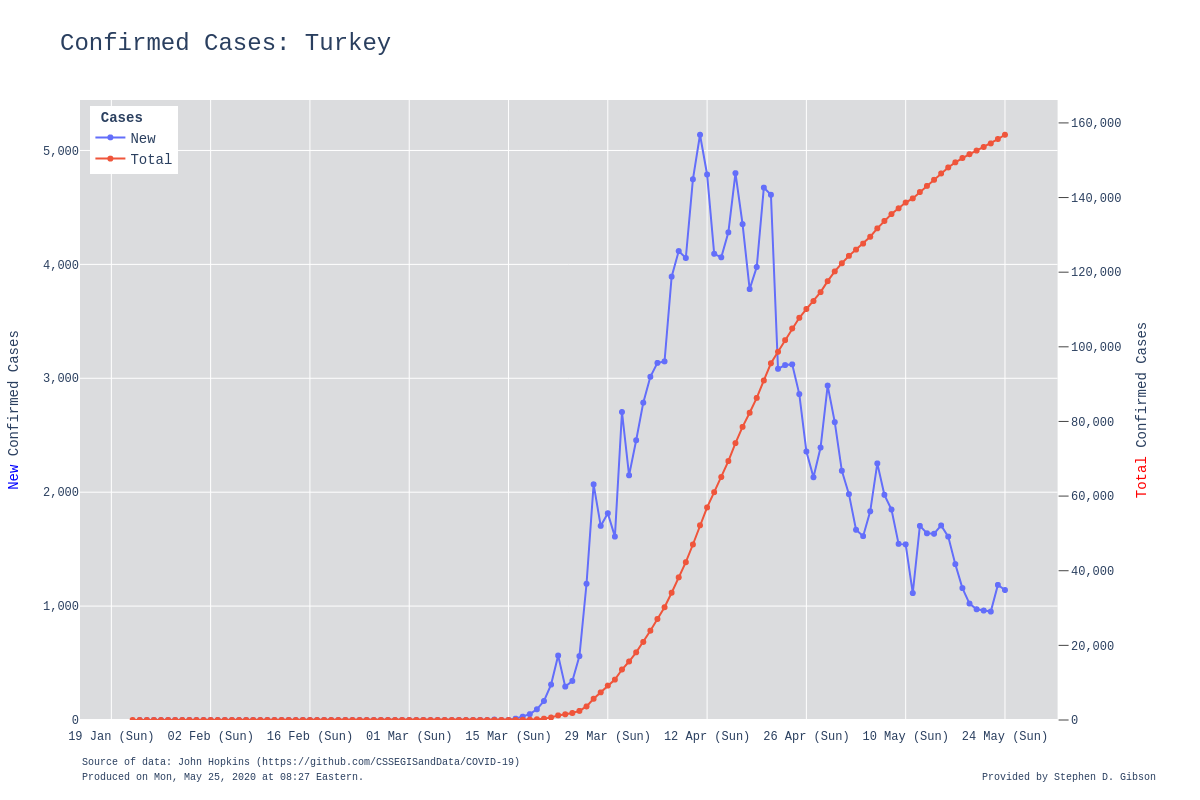 Confirmed Cases: Turkey
Cases
New
Total
5,000
4,000
3,000
2,000
1,000
0
New Confirmed Cases
160,000
140,000
120,000
100,000
80,000
60,000
40,000
20,000
0
Total Confirmed Cases
19 Jan (Sun) 02 Feb (Sun) 16 Feb (Sun) 01 Mar (Sun) 15 Mar (Sun) 29 Mar (Sun) 12 Apr (Sun) 26 Apr (Sun) 10 May (Sun) 24 May (Sun)
Source of data: John Hopkins (https://github.com/CSSEGISandData/COVID-19)
Produced on Mon, May 25, 2020 at 08:27 Eastern.
Provided by Stephen D. Gibson